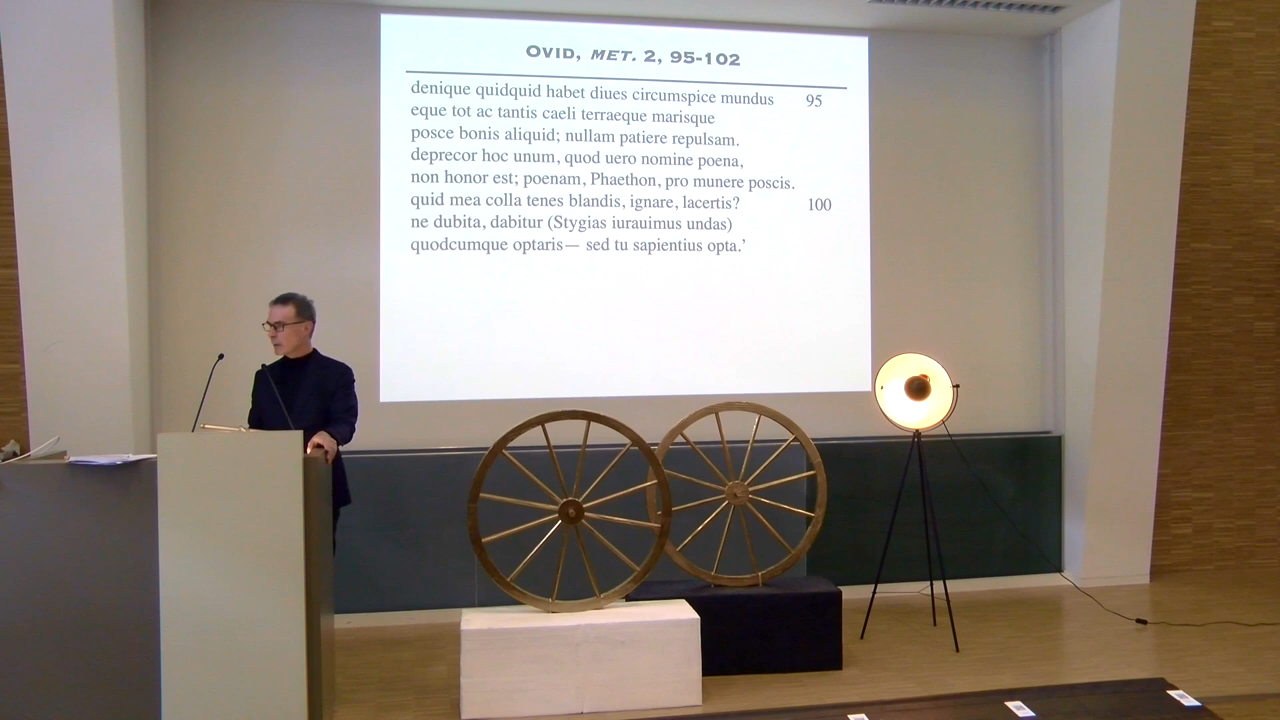 OVID, MET. 2, 95-102
denique quidquid habet diues circumspice mundus 95
eque tot ac tantis caeli terraeque marisque
posce bonis aliquid; nullam patiere repulsam.
deprecor hoc unum, quod uero nomine poena,
non honor est; poenam, Phaethon, pro munere poscis.
quid mea colla tenes blandis, ignare, lacertis? 100
ne dubita, dabitur (Stygias iurauimus undas)
quodcumque optaris— sed tu sapientius opta.’